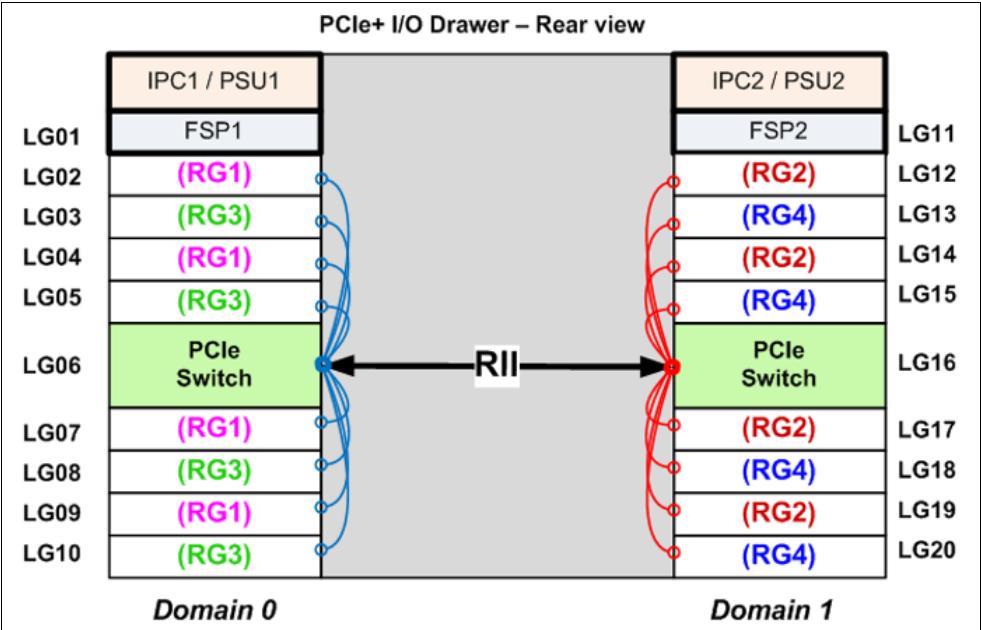 PCIe+ I/O Drawer – Rear view
IPC1 / PSU1
IPC2 / PSU2
LG01
FSP1
FSP2
LG11
LG02
(RG1)
(RG2)
LG12
LG03
(RG3)
(RG4)
LG13
LG04
(RG1)
(RG2)
LG14
LG05
(RG3)
(RG4)
LG15
LG06
PCIe
Switch
RII
PCIe
Switch
LG16
LG07
(RG1)
(RG2)
LG17
LG08
(RG3)
(RG4)
LG18
LG09
(RG1)
(RG2)
LG19
LG10
(RG3)
(RG4)
LG20
Domain 0
Domain 1